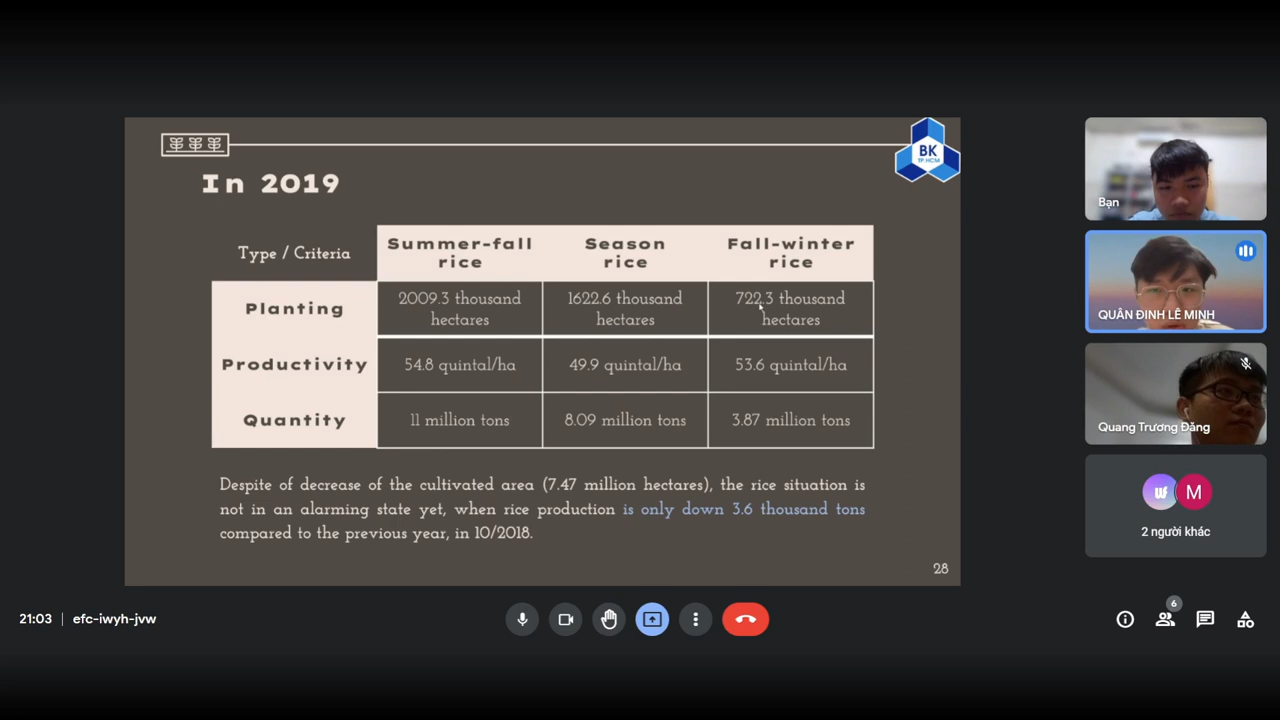 BK
TP.HCM
In 2019
Type / Criteria
Summer-fall rice
Season rice
Fall-winter rice
Planting
2009.3 thousand hectares
1622.6 thousand hectares
722.3 thousand hectares
Productivity
54.8 quintal/ha
49.9 quintal/ha
53.6 quintal/ha
Quantity
11 million tons
8.09 million tons
3.87 million tons
Despite of decrease of the cultivated area (7.47 million hectares), the rice situation is
not in an alarming state yet, when rice production is only down 3.6 thousand tons
compared to the previous year, in 10/2018.
28
Bạn
QUÂN ĐINH LÊ MINH
Quang Trương Đăng
M
2 người khác
21:03 | efc-iwyh-jvw
6